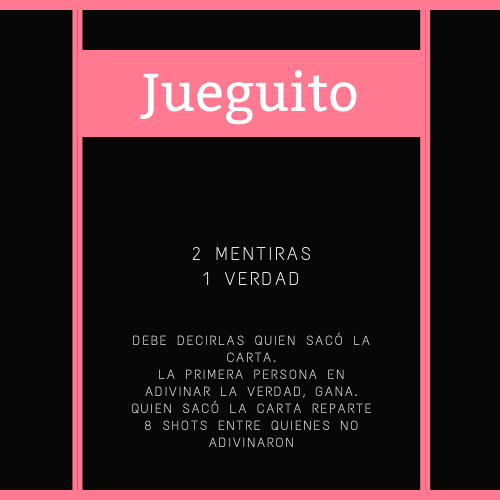 Jueguito
2 MENTIRAS
1 VERDAD
DEBE DECIRLAS QUIEN SACÓ LA
CARTA.
LA PRIMERA PERSONA EN
ADIVINAR LA VERDAD, GANA.
QUIEN SACÓ LA CARTA REPARTE
8 SHOTS ENTRE QUIENES NO
ADIVINARON